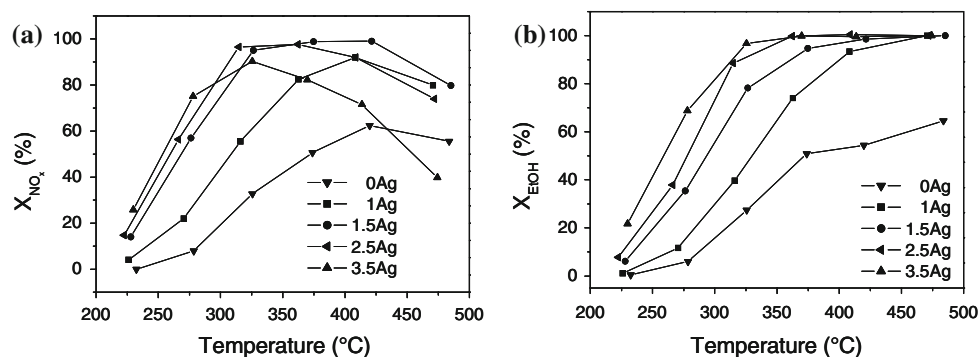 (a)
X NOx (%)
100
80
60
40
20
0
0Ag
1Ag
1.5Ag
2.5Ag
3.5Ag
200 250 300 350 400 450 500
Temperature (°C)
(b)
X EtOH (%)
100
80
60
40
20
0
0Ag
1Ag
1.5Ag
2.5Ag
3.5Ag
200 250 300 350 400 450 500
Temperature (°C)